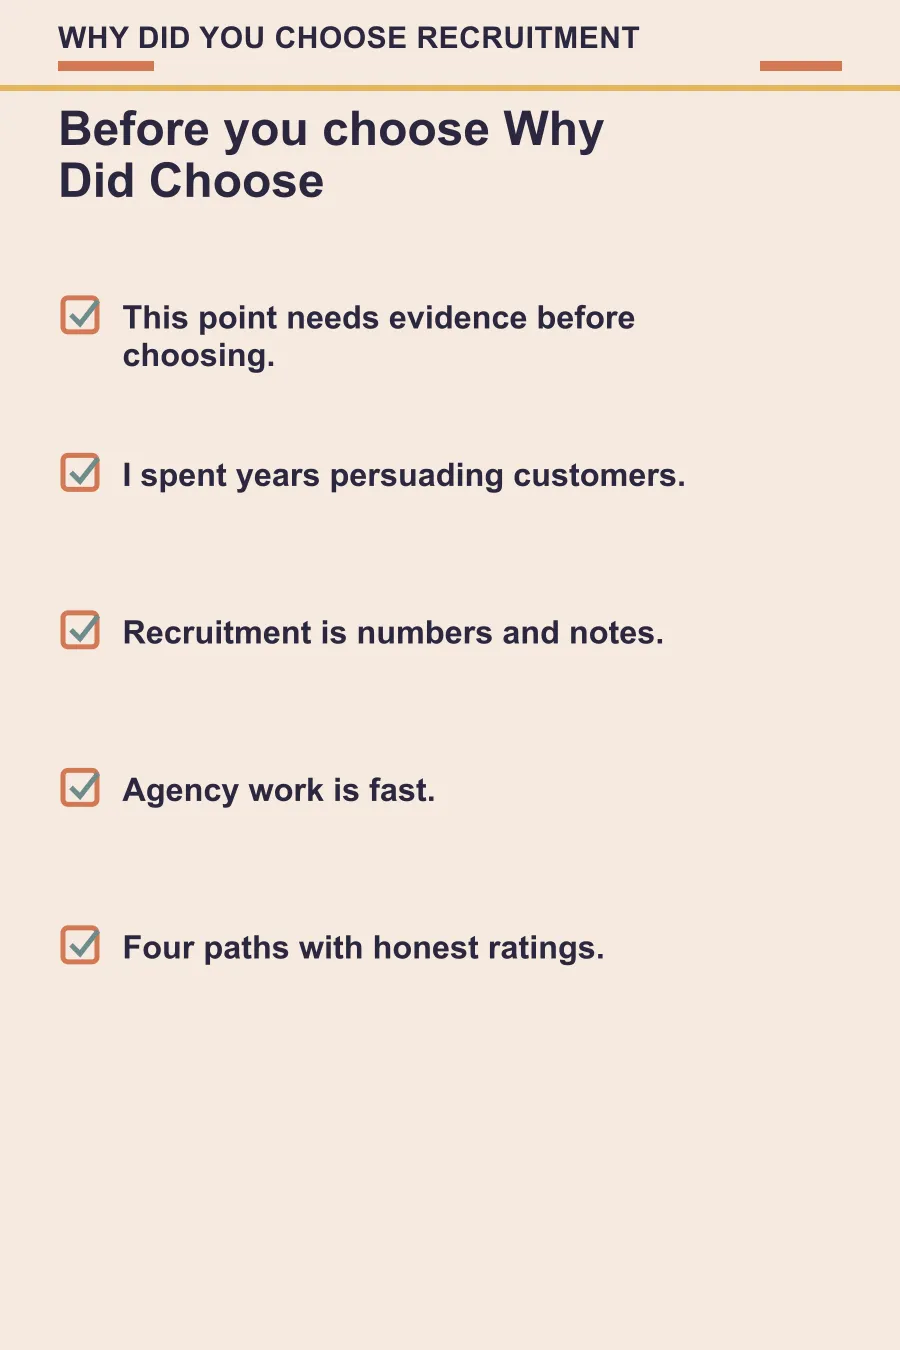 WHY DID YOU CHOOSE RECRUITMENT
Before you choose Why
Did Choose
This point needs evidence before
choosing.
I spent years persuading customers.
Recruitment is numbers and notes.
Agency work is fast.
Four paths with honest ratings.